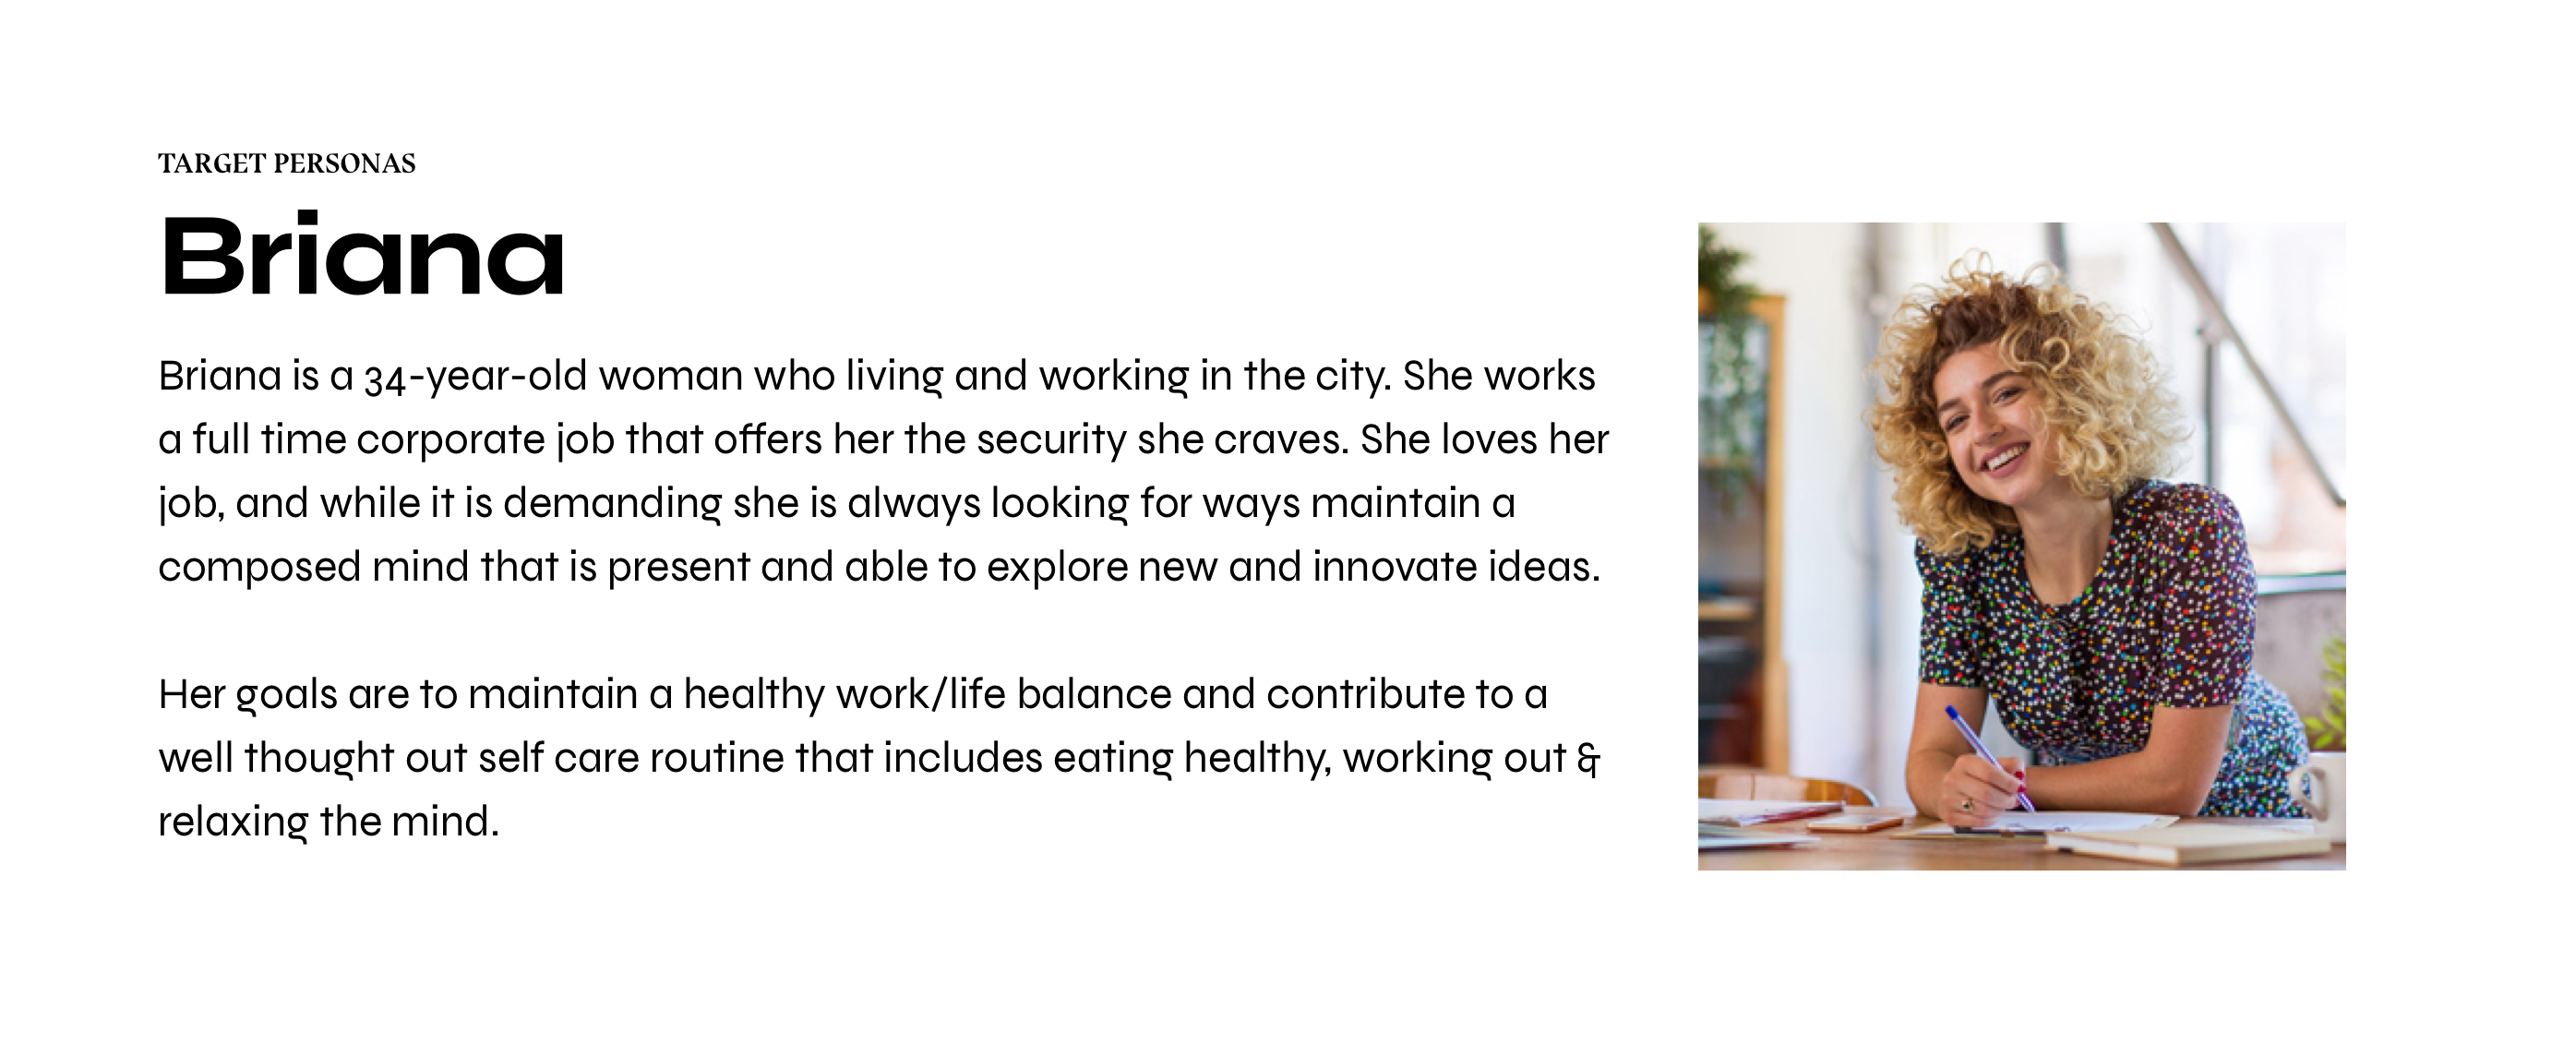 TARGET PERSONAS
Briana
Briana is a 34-year-old woman who living and working in the city. She works
a full time corporate job that offers her the security she craves. She loves her
job, and while it is demanding she is always looking for ways maintain a
composed mind that is present and able to explore new and innovate ideas.
Her goals are to maintain a healthy work/life balance and contribute to a
well thought out self care routine that includes eating healthy, working out &
relaxing the mind.